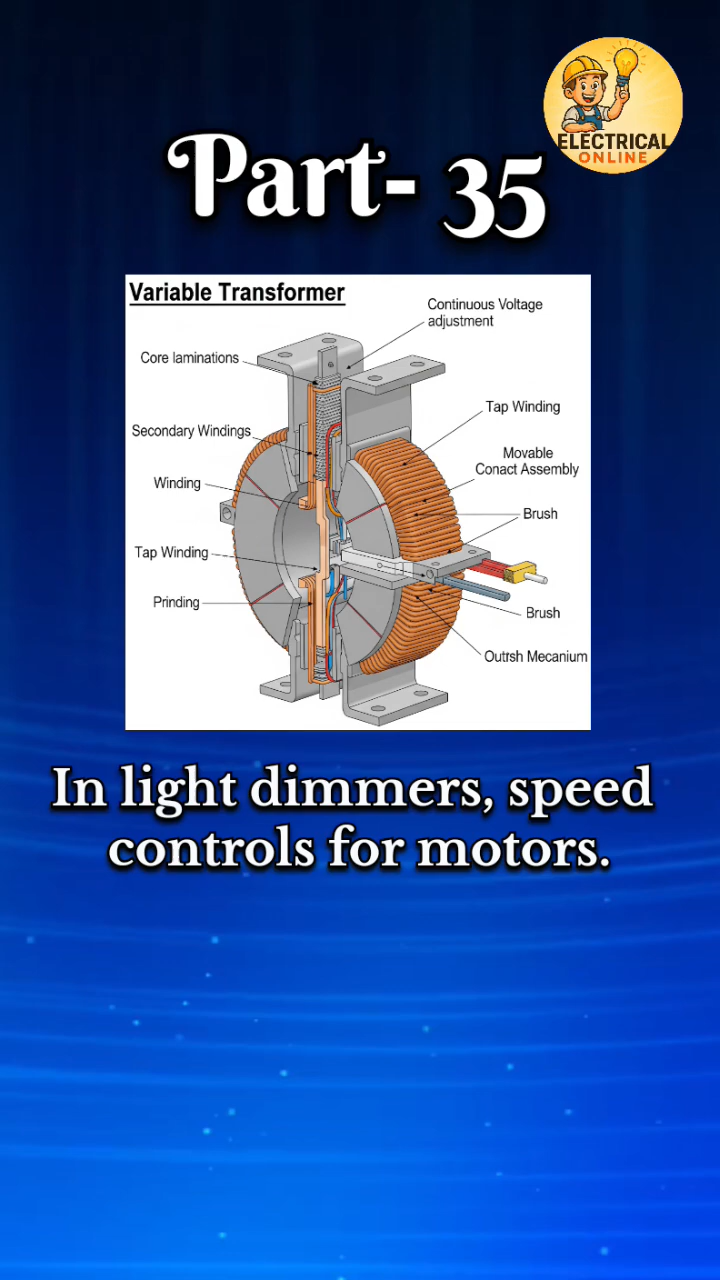 ELECTRICAL
ONLINE
Part- 35
Variable Transformer
Continuous Voltage
adjustment
Core laminations
Tap Winding
Secondary Windings
Movable
Conact Assembly
Winding
Brush
Tap Winding
Printing
Brush
Outrsh Mecanium
In light dimmers, speed
controls for motors.